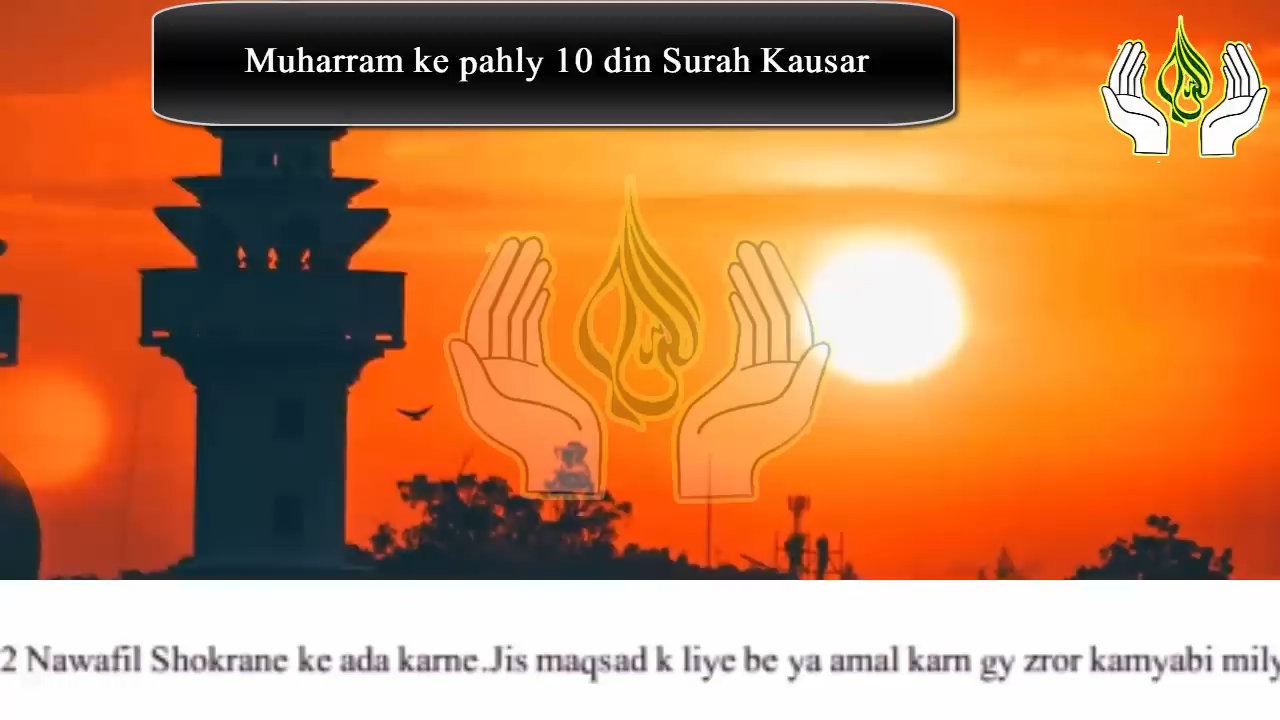 Muharram ke pahly 10 din Surah Kausar
2 Nawafil Shokrane ke ada karne.Jis maqsad k liye be ya amal karn gy zror kamyabi mily